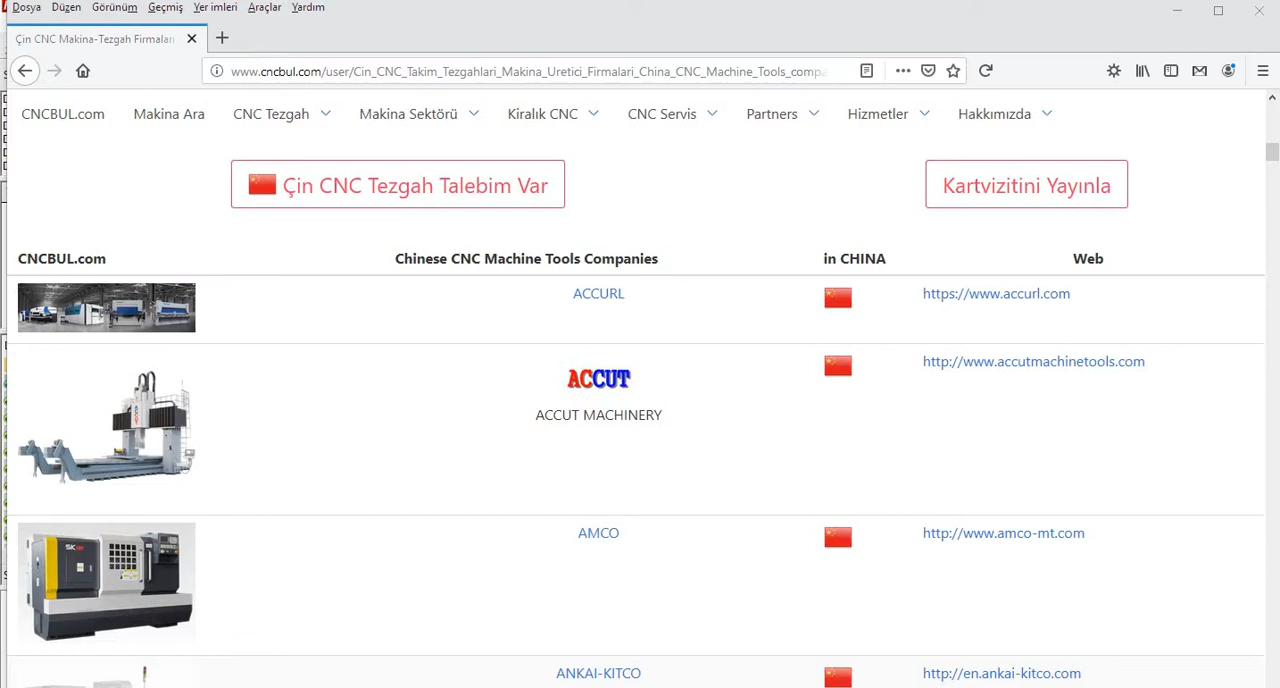 Dosya Düzen Görünüm Geçmiş Yer imleri Araçlar Yardım
Çin CNC Makina-Tezgah Firmaları
www.cncbul.com/user/Cin_CNC_Takim_Tezgahlari_Makina_Uretici_Firmalari_China_CNC_Machine_Tools_compa
CNCBUL.com Makina Ara CNC Tezgah Makina Sektörü Kiralık CNC CNC Servis Partners Hizmetler Hakkımızda
Çin CNC Tezgah Talebim Var Kartvizitini Yayınla
CNCBUL.com Chinese CNC Machine Tools Companies in CHINA Web
ACCURL https://www.accurl.com
ACCUT http://www.accutmachinetools.com
ACCUT MACHINERY
AMCO http://www.amco-mt.com
ANKAI-KITCO http://en.ankai-kitco.com